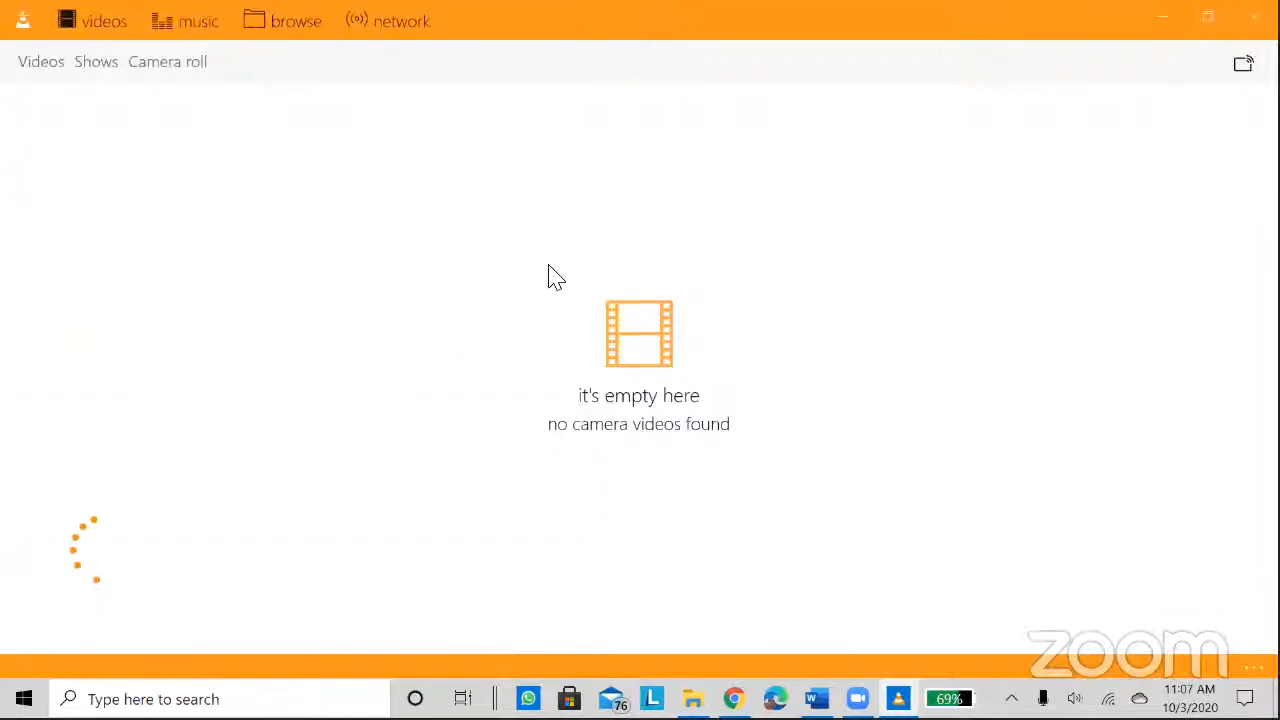 videos music browse network
Videos Shows Camera roll
it's empty here
no camera videos found
zoom
Type here to search
76
L
69%
11:07 AM
10/3/2020